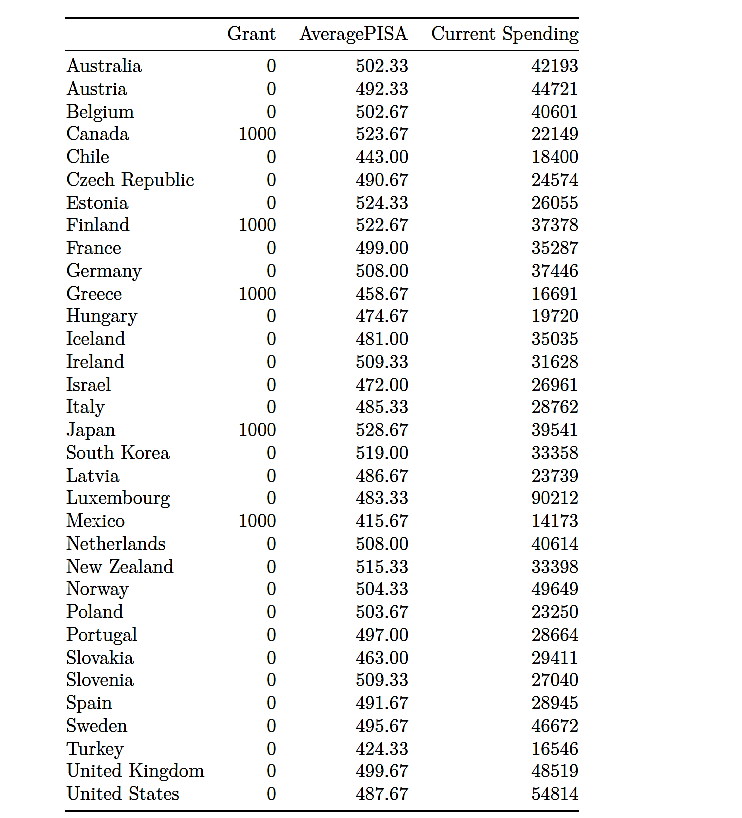 Grant AveragePISA Current Spending
Australia 0 502.33 42193
Austria 0 492.33 44721
Belgium 0 502.67 40601
Canada 1000 523.67 22149
Chile 0 443.00 18400
Czech Republic 0 490.67 24574
Estonia 0 524.33 26055
Finland 1000 522.67 37378
France 0 499.00 35287
Germany 0 508.00 37446
Greece 1000 458.67 16691
Hungary 0 474.67 19720
Iceland 0 481.00 35035
Ireland 0 509.33 31628
Israel 0 472.00 26961
Italy 0 485.33 28762
Japan 1000 528.67 39541
South Korea 0 519.00 33358
Latvia 0 486.67 23739
Luxembourg 0 483.33 90212
Mexico 1000 415.67 14173
Netherlands 0 508.00 40614
New Zealand 0 515.33 33398
Norway 0 504.33 49649
Poland 0 503.67 23250
Portugal 0 497.00 28664
Slovakia 0 463.00 29411
Slovenia 0 509.33 27040
Spain 0 491.67 28945
Sweden 0 495.67 46672
Turkey 0 424.33 16546
United Kingdom 0 499.67 48519
United States 0 487.67 54814